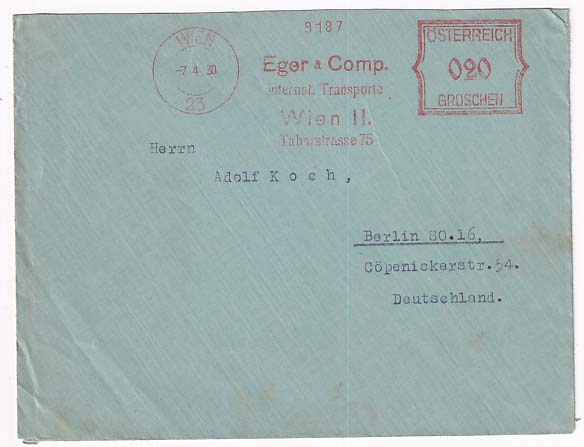 9187
WIEN
-7.4.30
23
Eger & Comp.
Internat. Transporte
Wien II.
Taborstrasse 75
ÖSTERREICH
020
GROSCHEN
Herrn
Adolf K o c h ,
Berlin SO.16,
Cöpenickerstr.54.
Deutschland.